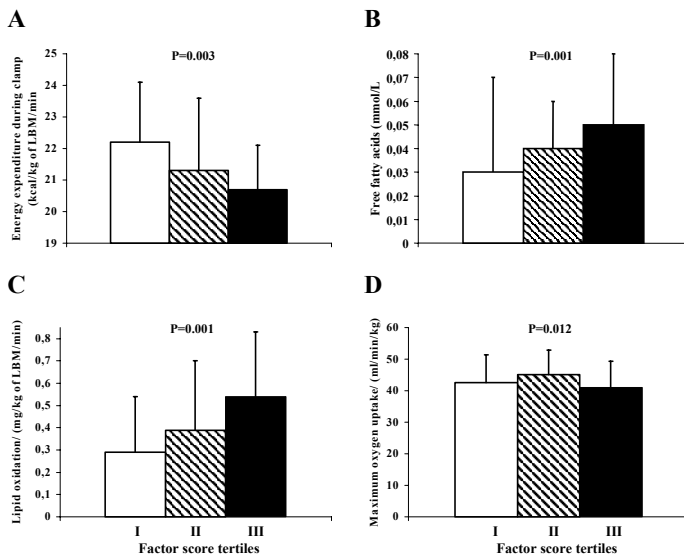 A
P=0.003
Energy expenditure during clamp
(kcal/kg of LBM/min)
25
24
23
22
21
20
19
B
P=0.001
Free fatty acids (mmol/L
0,08
0,07
0,06
0,05
0,04
0,03
0,02
0,01
0
C
P=0.001
Lipid oxidation/ (mg/kg of LBM/min)
0,8
0,7
0,6
0,5
0,4
0,3
0,2
0,1
0
I II III
Factor score tertiles
D
P=0.012
Maximum oxygen uptake/ (ml/min/kg)
60
50
40
30
20
10
0
I II III
Factor score tertiles